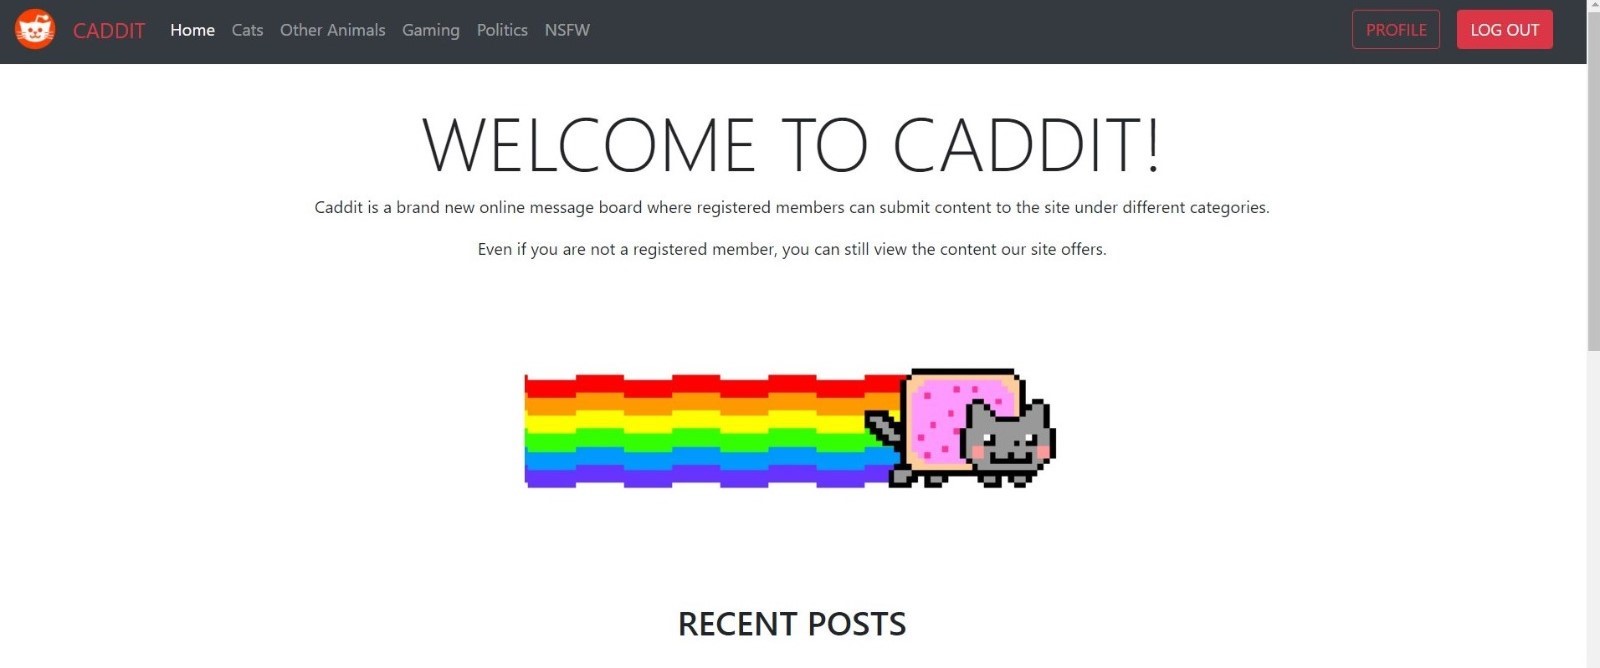 CADDIT Home Cats Other Animals Gaming Politics NSFW PROFILE LOG OUT
WELCOME TO CADDIT!
Caddit is a brand new online message board where registered members can submit content to the site under different categories.
Even if you are not a registered member, you can still view the content our site offers.
RECENT POSTS